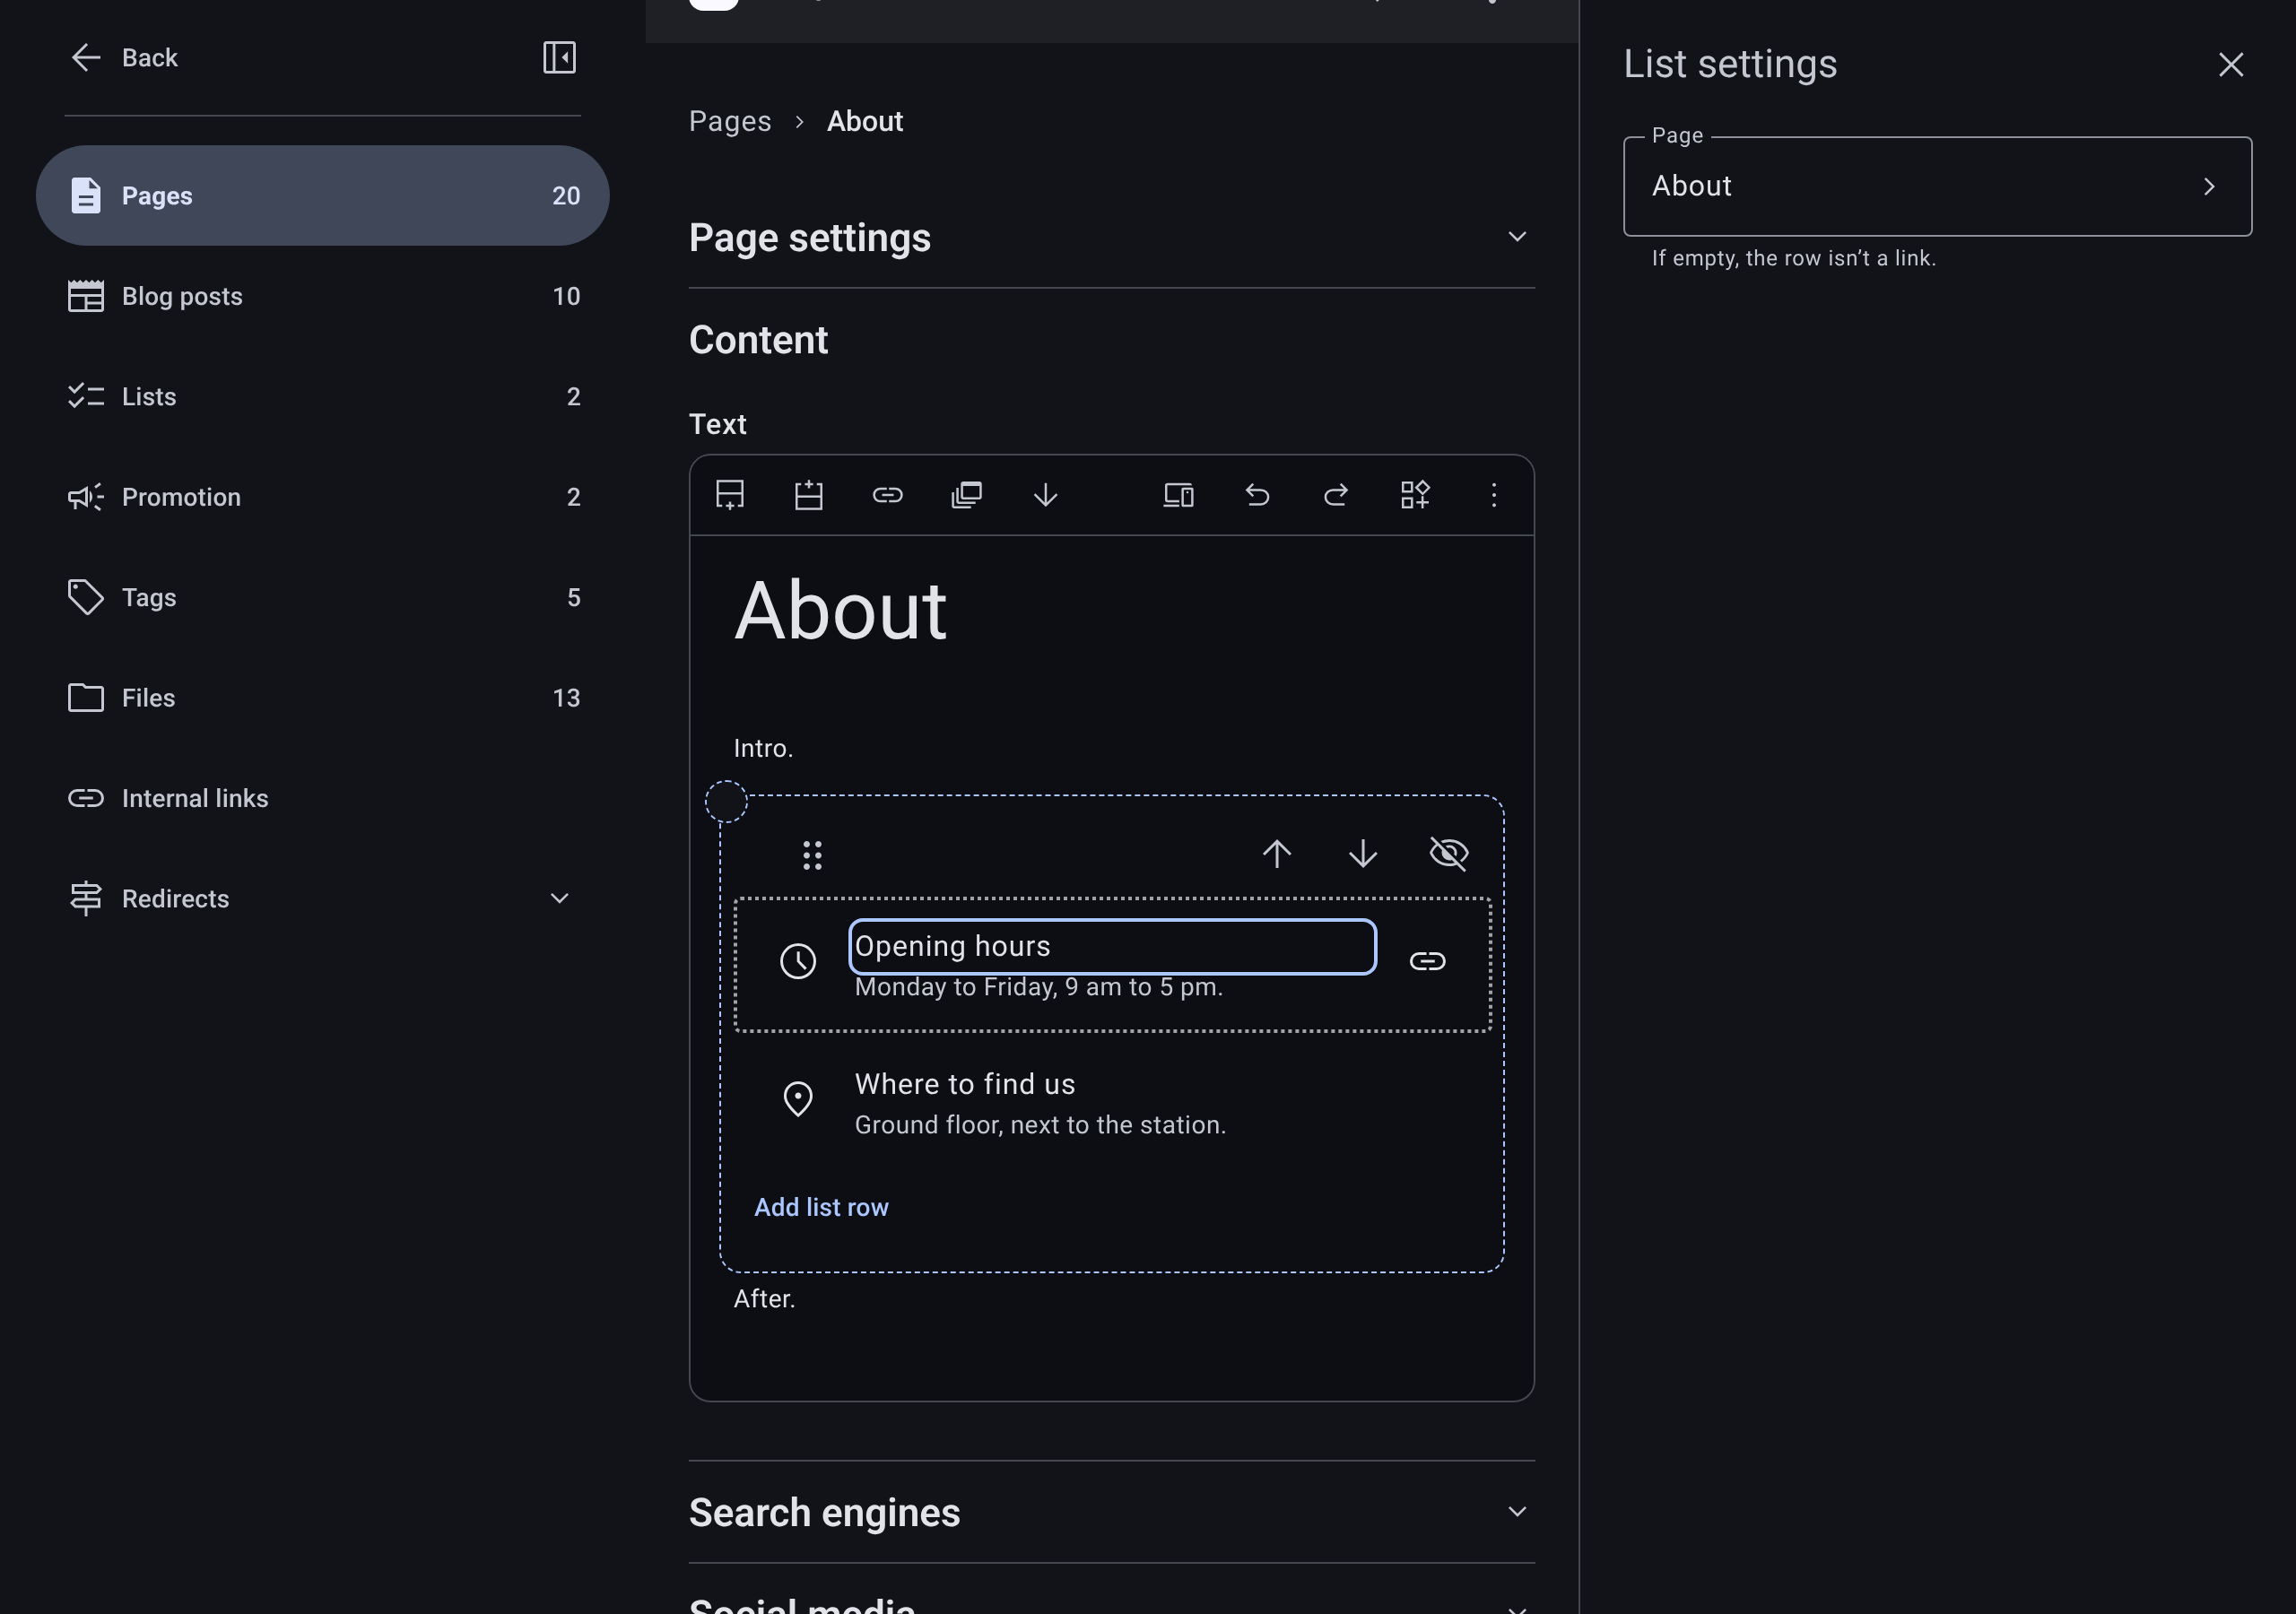 Back
Pages 20
Blog posts 10
Lists 2
Promotion 2
Tags 5
Files 13
Internal links
Redirects
Pages About
Page settings
Content
Text
About
Intro.
Opening hours
Monday to Friday, 9 am to 5 pm.
Where to find us
Ground floor, next to the station.
Add list row
After.
Search engines
Social media
List settings
Page
About
If empty, the row isn’t a link.